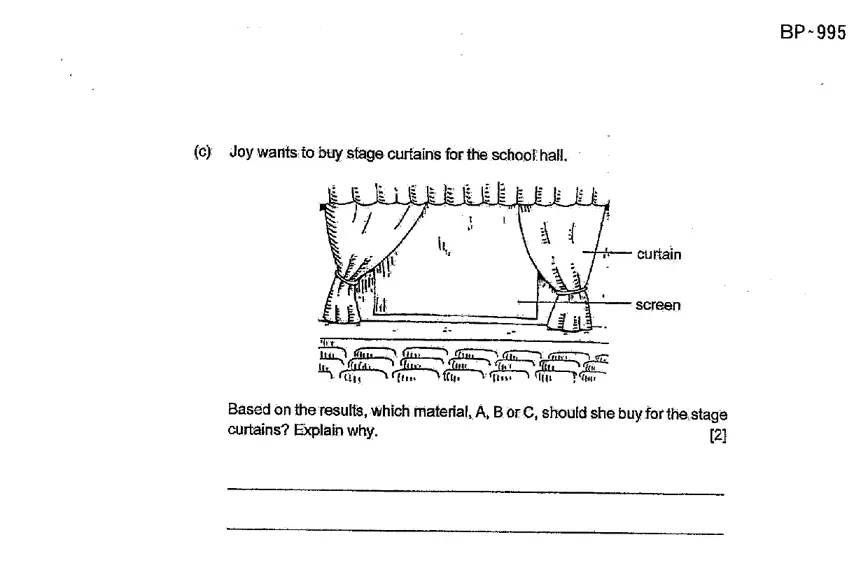 BP-995
(c) Joy wants to buy stage curtains for the school hall.
curtain
screen
Based on the results, which material, A, B or C, should she buy for the stage
curtains? Explain why. [2]